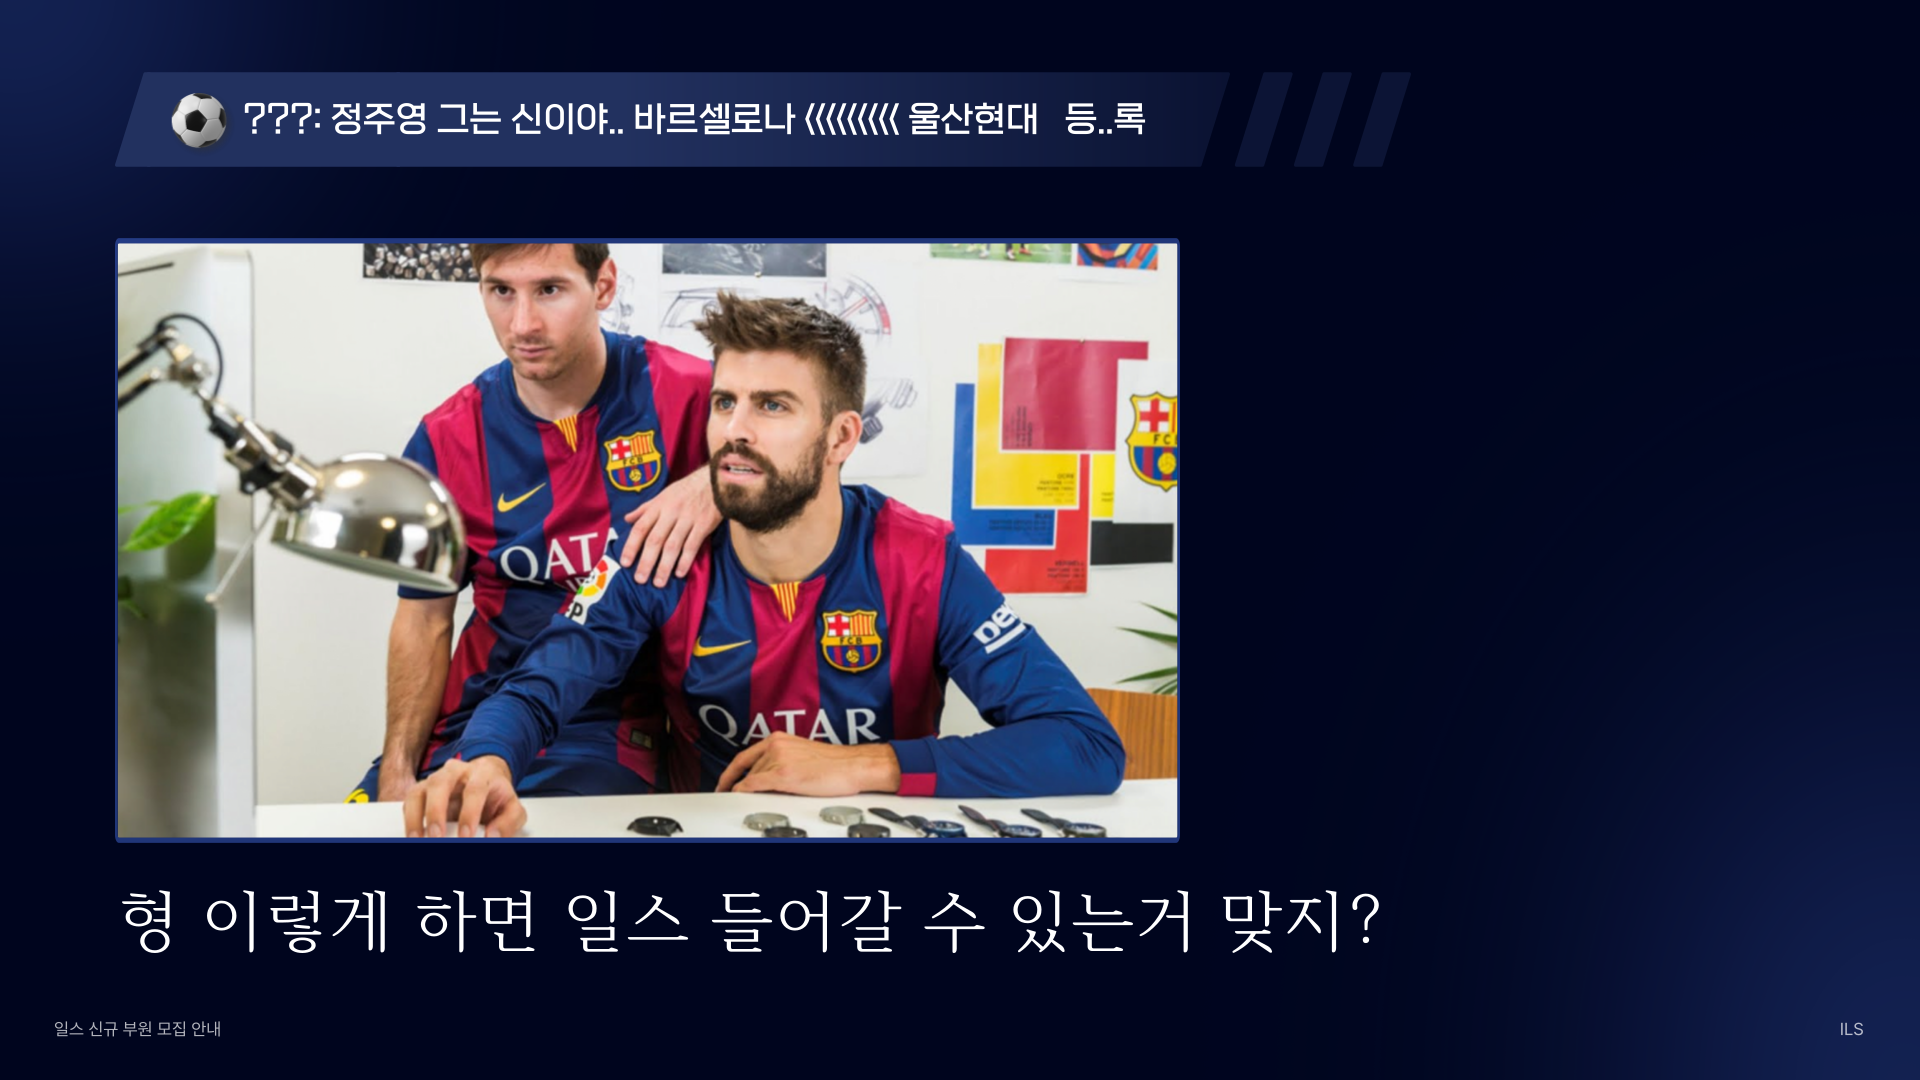 ???: 정주영 그는 신이야.. 바르셀로나 <<<<<<<<< 울산현대 등..록
FCB
FCB
QATAR
FCB
QATAR
형 이렇게 하면 일스 들어갈 수 있는거 맞지?
일스 신규 부원 모집 안내
ILS